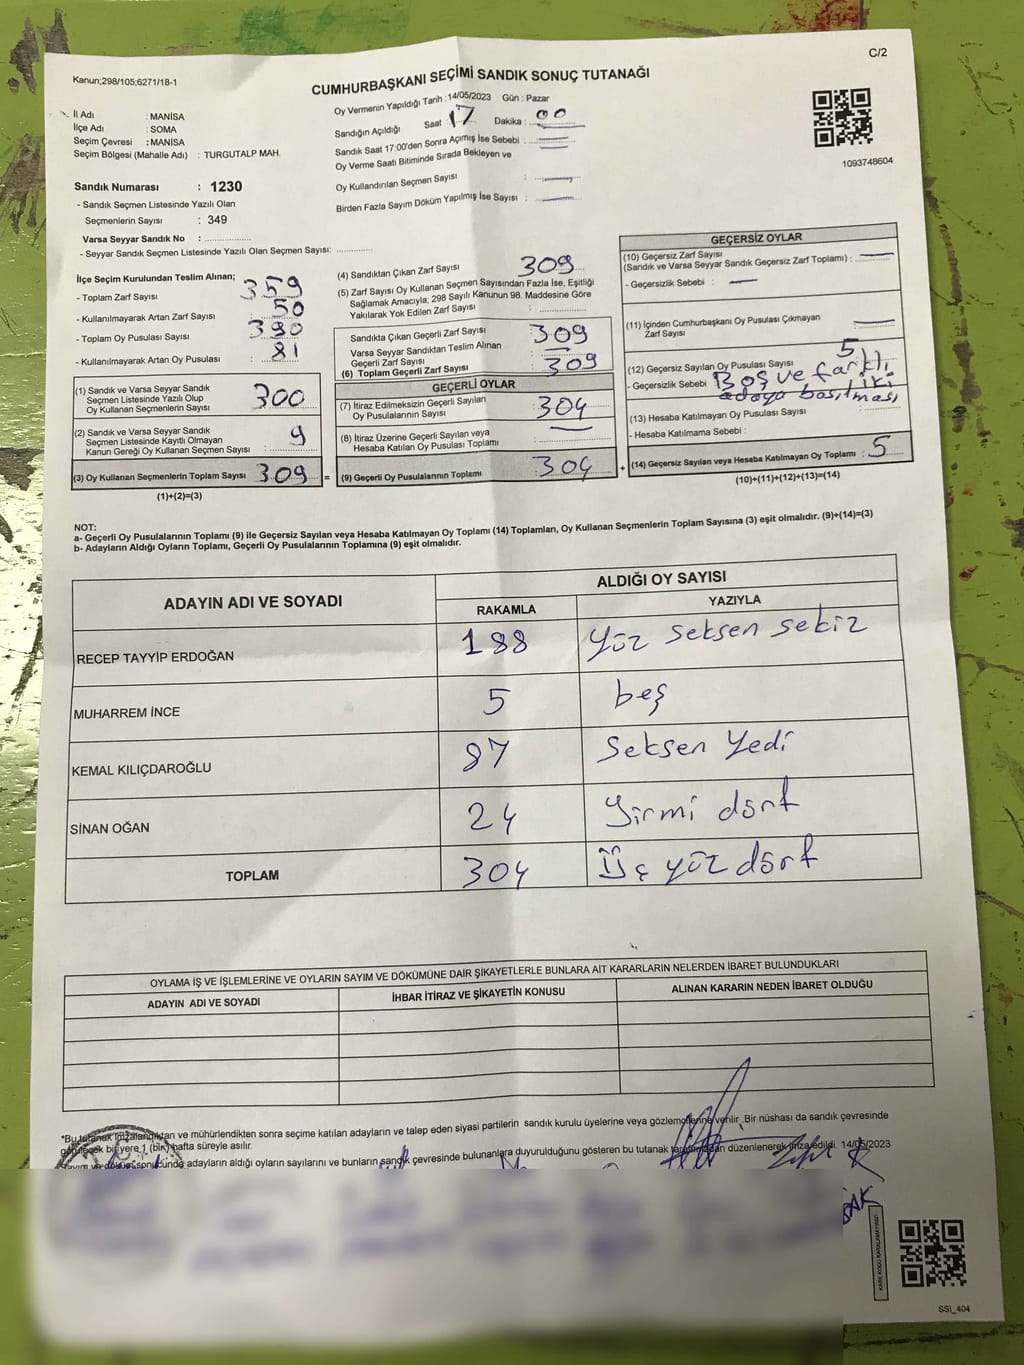 C/2
Kanun;298/105;6271/18-1
CUMHURBAŞKANI SEÇİMİ SANDIK SONUÇ TUTANAĞI
İl Adı : MANİSA
İlçe Adı : SOMA
Seçim Çevresi : MANİSA
Seçim Bölgesi (Mahalle Adı) : TURGUTALP MAH.
Oy Vermenin Yapıldığı Tarih :14/05/2023 Gün : Pazar
Sandığın Açıldığı Saat : 17 Dakika : 00
Sandık Saat 17:00'den Sonra Açımış İse Sebebi :
Oy Verme Saati Bitiminde Sırada Bekleyen ve
Oy Kullandırılan Seçmen Sayısı :
Birden Fazla Sayım Döküm Yapılmış İse Sayısı :
1093748604
Sandık Numarası : 1230
- Sandık Seçmen Listesinde Yazılı Olan
Seçmenlerin Sayısı : 349
Varsa Seyyar Sandık No :
- Seyyar Sandık Seçmen Listesinde Yazılı Olan Seçmen Sayısı:
İlçe Seçim Kurulundan Teslim Alınan;
- Toplam Zarf Sayısı : 359
- Kullanılmayarak Artan Zarf Sayısı : 50
- Toplam Oy Pusulası Sayısı : 390
- Kullanılmayarak Artan Oy Pusulası : 81
(1) Sandık ve Varsa Seyyar Sandık
Seçmen Listesinde Yazılı Olup
Oy Kullanan Seçmenlerin Sayısı : 300
(2) Sandık ve Varsa Seyyar Sandık
Seçmen Listesinde Kayıtlı Olmayan
Kanun Gereği Oy Kullanan Seçmen Sayısı : 9
(3) Oy Kullanan Seçmenlerin Toplam Sayısı : 309 =
(1)+(2)=(3)
(4) Sandıktan Çıkan Zarf Sayısı : 309
(5) Zarf Sayısı Oy Kullanan Seçmen Sayısından Fazla İse, Eşitliği
Sağlamak Amacıyla; 298 Sayılı Kanunun 98. Maddesine Göre
Yakılarak Yok Edilen Zarf Sayısı :
Sandıkta Çıkan Geçerli Zarf Sayısı : 309
Varsa Seyyar Sandıktan Teslim Alınan
Geçerli Zarf Sayısı :
(6) Toplam Geçerli Zarf Sayısı : 309
GEÇERLİ OYLAR
(7) İtiraz Edilmeksizin Geçerli Sayılan
Oy Pusulalarının Sayısı : 304
(8) İtiraz Üzerine Geçerli Sayılan veya
Hesaba Katılan Oy Pusulası Toplamı :
(9) Geçerli Oy Pusulalarının Toplamı : 304 +
GEÇERSİZ OYLAR
(10) Geçersiz Zarf Sayısı
(Sandık ve Varsa Seyyar Sandık Geçersiz Zarf Toplamı) :
- Geçersizlik Sebebi :
(11) İçinden Cumhurbaşkanı Oy Pusulası Çıkmayan
Zarf Sayısı :
(12) Geçersiz Sayılan Oy Pusulası Sayısı : 5
- Geçersizlik Sebebi : Boş ve farklı iki
adaya basılması
(13) Hesaba Katılmayan Oy Pusulası Sayısı :
- Hesaba Katılmama Sebebi :
(14) Geçersiz Sayılan veya Hesaba Katılmayan Oy Toplamı : 5
(10)+(11)+(12)+(13)=(14)
NOT:
a- Geçerli Oy Pusulalarının Toplamı (9) ile Geçersiz Sayılan veya Hesaba Katılmayan Oy Toplamı (14) Toplamları, Oy Kullanan Seçmenlerin Toplam Sayısına (3) eşit olmalıdır. (9)+(14)=(3)
b- Adayların Aldığı Oyların Toplamı, Geçerli Oy Pusulalarının Toplamına (9) eşit olmalıdır.
ADAYIN ADI VE SOYADI
ALDIĞI OY SAYISI
RAKAMLA YAZIYLA
RECEP TAYYİP ERDOĞAN 188 Yüz seksen sekiz
MUHARREM İNCE 5 beş
KEMAL KILIÇDAROĞLU 87 Seksen Yedi
SİNAN OĞAN 24 Yirmi dört
TOPLAM 304 Üç yüz dört
OYLAMA İŞ VE İŞLEMLERİNE VE OYLARIN SAYIM VE DÖKÜMÜNE DAİR ŞİKAYETLERLE BUNLARA AİT KARARLARIN NELERDEN İBARET BULUNDUKLARI
ADAYIN ADI VE SOYADI İHBAR İTİRAZ VE ŞİKAYETİN KONUSU ALINAN KARARIN NEDEN İBARET OLDUĞU
*Bu tutanak imzalandıktan ve mühürlendikten sonra seçime katılan adayların ve talep eden siyasi partilerin sandık kurulu üyelerine veya gözlemcilerine verilir .Bir nüshası da sandık çevresinde
görülecek bir yere 1 (bir) hafta süreyle asılır.
Sayım ve döküm sonucunda adayların aldığı oyların sayılarını ve bunların sandık çevresinde bulunanlara duyurulduğunu gösteren bu tutanak tarafımızdan düzenlenerek imza edildi. 14/05/2023
SSİ_404